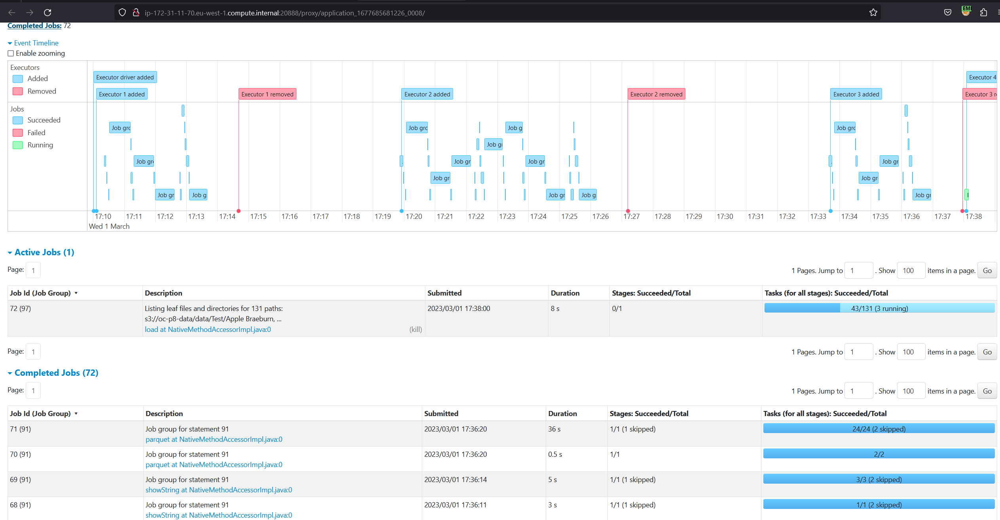 ip-172-31-11-70.eu-west-1.compute.internal:20888/proxy/application_1677685681226_0008/
EMR
Completed Jobs: 72
Event Timeline
Enable zooming
Executors
Added
Removed
Executor driver added
Executor 4
Executor 1 added
Executor 1 removed
Executor 2 added
Executor 2 removed
Executor 3 added
Executor 3 r
Jobs
Succeeded
Failed
Running
Job gro Job gro Job g Job gro
Job gr
Job gr Job gr Job gr Job gr
Job gr Job gr
Job gr Job g Job gr Job g Job gr
17:10 17:11 17:12 17:13 17:14 17:15 17:16 17:17 17:18 17:19 17:20 17:21 17:22 17:23 17:24 17:25 17:26 17:27 17:28 17:29 17:30 17:31 17:32 17:33 17:34 17:35 17:36 17:37 17:38
Wed 1 March
Active Jobs (1)
Page: 1 1 Pages. Jump to 1 . Show 100 items in a page. Go
Job Id (Job Group) ▾ Description Submitted Duration Stages: Succeeded/Total Tasks (for all stages): Succeeded/Total
72 (97) Listing leaf files and directories for 131 paths: 2023/03/01 17:38:00 8 s 0/1 43/131 (3 running)
s3://oc-p8-data/data/Test/Apple Braeburn, ...
load at NativeMethodAccessorImpl.java:0 (kill)
Page: 1 1 Pages. Jump to 1 . Show 100 items in a page. Go
Completed Jobs (72)
Page: 1 1 Pages. Jump to 1 . Show 100 items in a page. Go
Job Id (Job Group) ▾ Description Submitted Duration Stages: Succeeded/Total Tasks (for all stages): Succeeded/Total
71 (91) Job group for statement 91 2023/03/01 17:36:20 36 s 1/1 (1 skipped) 24/24 (2 skipped)
parquet at NativeMethodAccessorImpl.java:0
70 (91) Job group for statement 91 2023/03/01 17:36:20 0.5 s 1/1 2/2
parquet at NativeMethodAccessorImpl.java:0
69 (91) Job group for statement 91 2023/03/01 17:36:14 5 s 1/1 (1 skipped) 3/3 (2 skipped)
showString at NativeMethodAccessorImpl.java:0
68 (91) Job group for statement 91 2023/03/01 17:36:11 3 s 1/1 (1 skipped) 1/1 (2 skipped)
showString at NativeMethodAccessorImpl.java:0